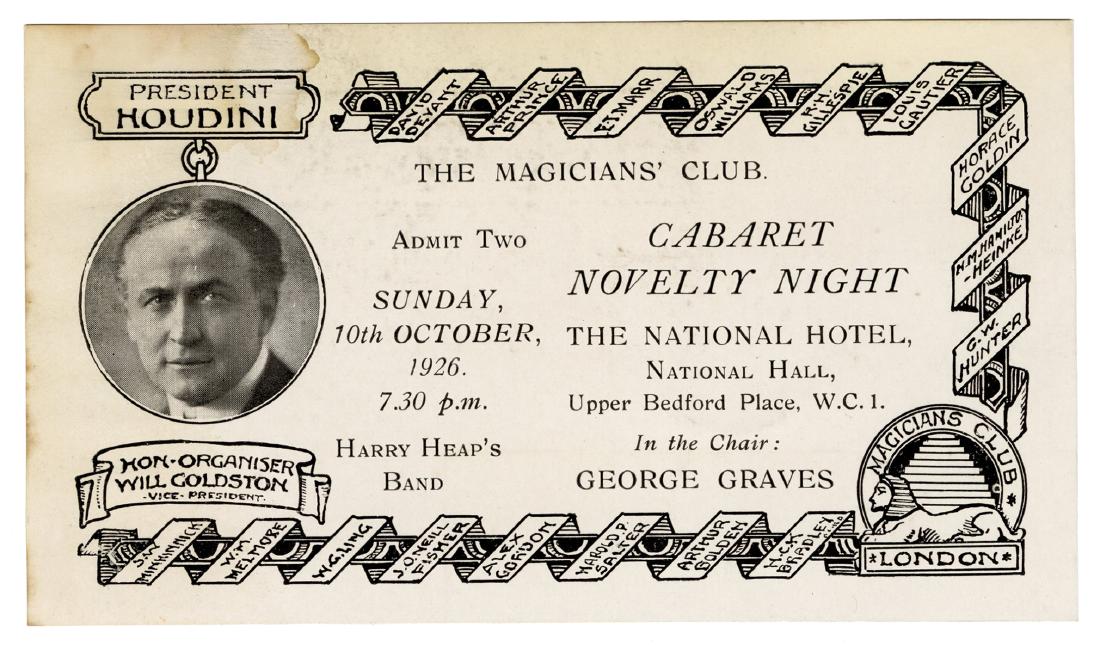 PRESIDENT
HOUDINI
DAVID
DEVANT
ARTHUR
PRINCE
E.J. MARR
OSWALD
WILLIAMS
R.H.
GILLESPIE
LOUIS
GAUTIER
HORACE
GOLDIN
N.M. HAMILTO:
-HEINKE
G.W.
HUNTER
THE MAGICIANS' CLUB.
ADMIT TWO
SUNDAY,
10th OCTOBER,
1926.
7.30 p.m.
HARRY HEAP'S
BAND
CABARET
NOVELTY NIGHT
THE NATIONAL HOTEL,
NATIONAL HALL,
Upper Bedford Place, W.C.1.
In the Chair:
GEORGE GRAVES
HON-ORGANISER
WILL GOLDSTON
-VICE-PRESIDENT-
W.M.
MELMORE
W.G. LING
J.O'NEILL
FISHER
ALEX
GORDON
HAROLD P.
SALTER
ARTHUR
BOLDEN
BRADLEY
MAGICIANS CLUB
*LONDON*